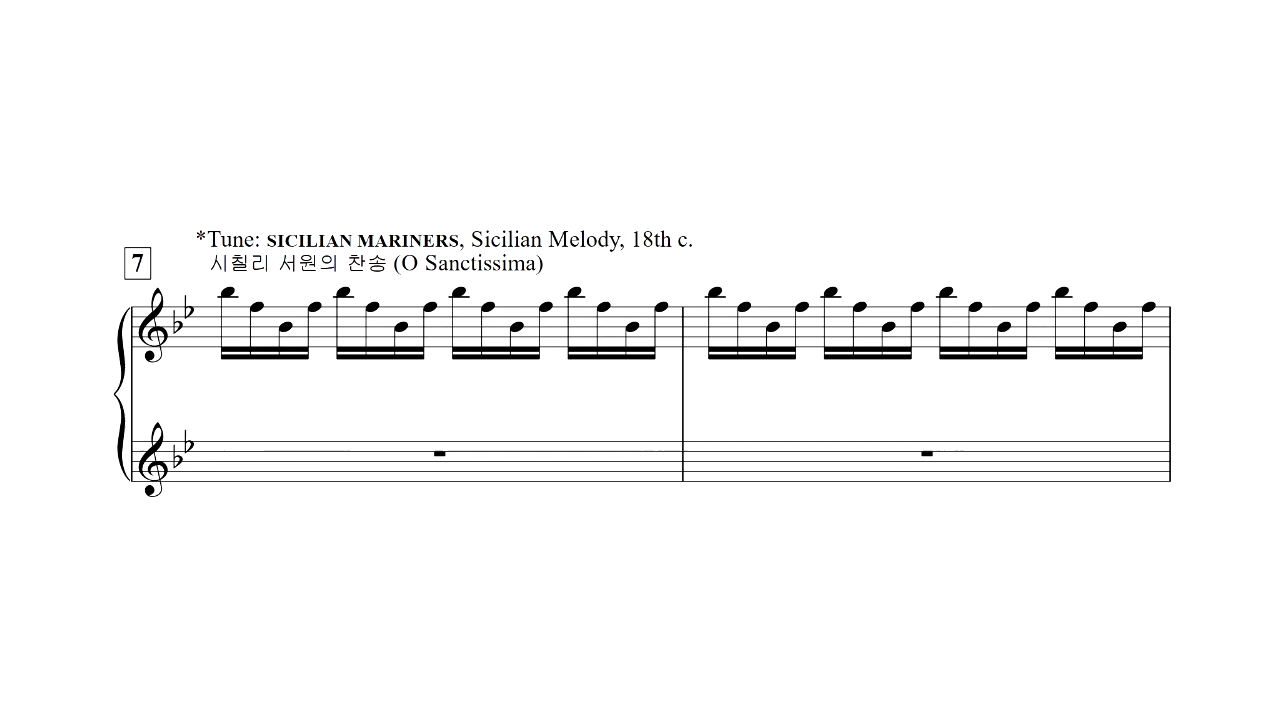 *Tune: SICILIAN MARINERS, Sicilian Melody, 18th c.
7
시칠리 서원의 찬송 (O Sanctissima)